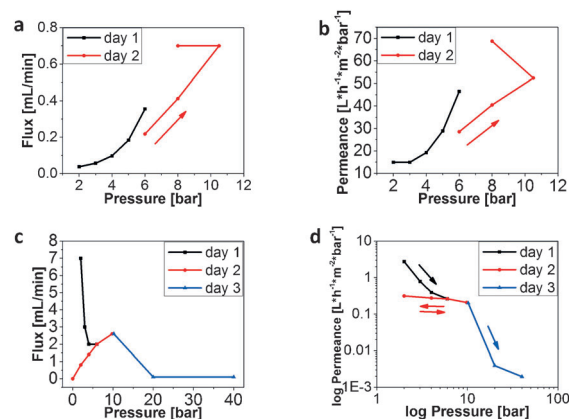 a
day 1
day 2
Flux [mL/min]
0.8
0.6
0.4
0.2
0.0
0 2 4 6 8 10 12
Pressure [bar]
b
day 1
day 2
Permeance [L*h⁻¹*m⁻²*bar⁻¹]
70
60
50
40
30
20
10
0
0 2 4 6 8 10 12
Pressure [bar]
c
day 1
day 2
day 3
Flux [mL/min]
8
7
6
5
4
3
2
1
0
0 10 20 30 40
Pressure [bar]
d
day 1
day 2
day 3
log Permeance [L*h⁻¹*m⁻²*bar⁻¹]
100
10
1
0.1
0.01
1E-3
1 10 100
log Pressure [bar]